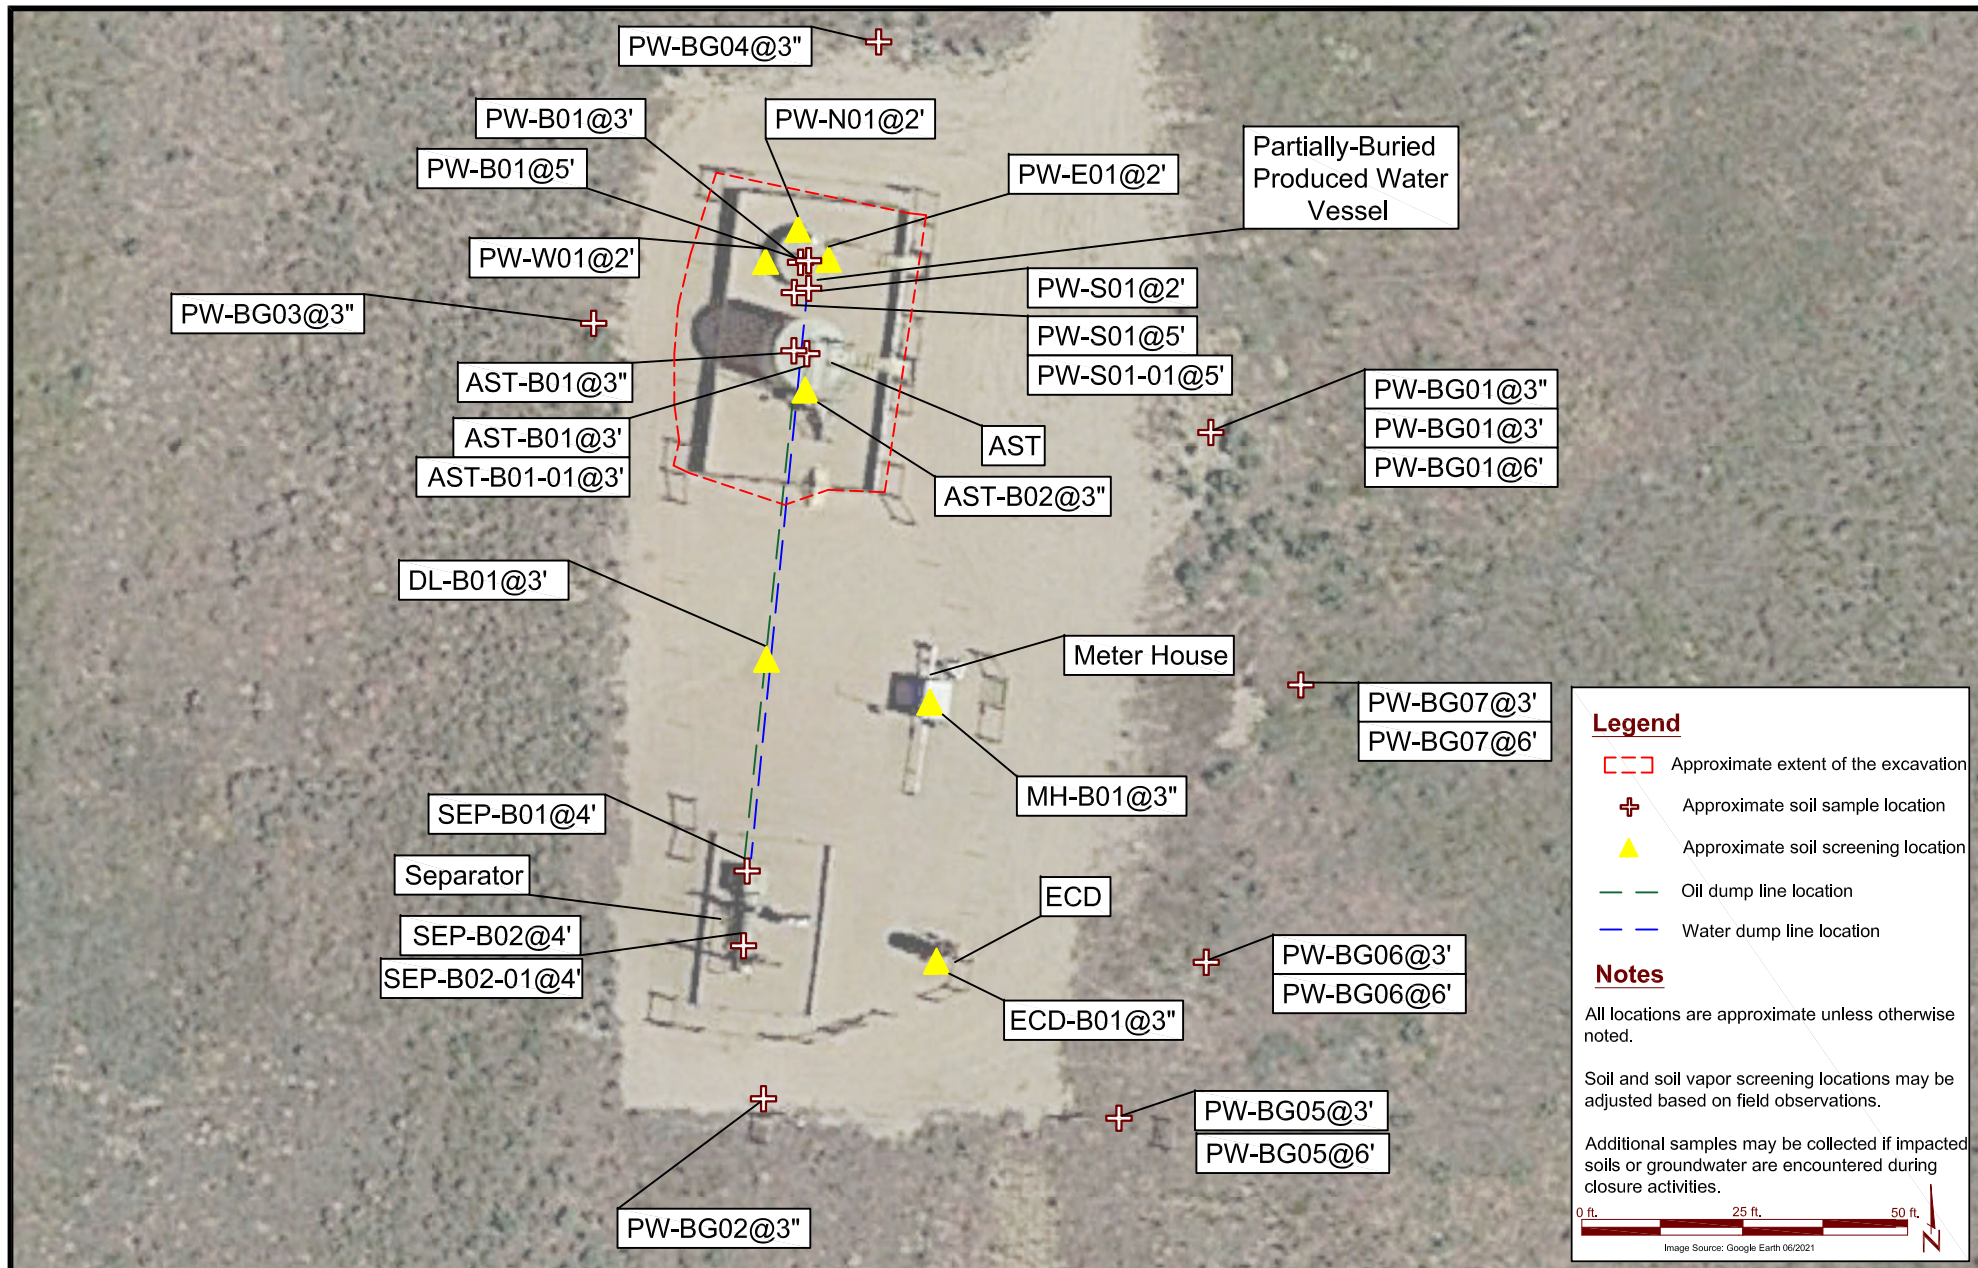 PW-BG04@3"
PW-B01@3'
PW-N01@2'
PW-B01@5'
PW-E01@2'
Partially-Buried
Produced Water
Vessel
PW-W01@2'
PW-BG03@3"
PW-S01@2'
PW-S01@5'
PW-S01-01@5'
AST-B01@3"
AST-B01@3'
AST-B01-01@3'
AST
AST-B02@3"
PW-BG01@3"
PW-BG01@3'
PW-BG01@6'
DL-B01@3'
Meter House
PW-BG07@3'
PW-BG07@6'
MH-B01@3"
SEP-B01@4'
Separator
SEP-B02@4'
SEP-B02-01@4'
ECD
ECD-B01@3"
PW-BG06@3'
PW-BG06@6'
PW-BG05@3'
PW-BG05@6'
PW-BG02@3"
Legend
Approximate extent of the excavation
Approximate soil sample location
Approximate soil screening location
Oil dump line location
Water dump line location
Notes
All locations are approximate unless otherwise
noted.
Soil and soil vapor screening locations may be
adjusted based on field observations.
Additional samples may be collected if impacted
soils or groundwater are encountered during
closure activities.
0 ft. 25 ft. 50 ft.
Image Source: Google Earth 06/2021
N